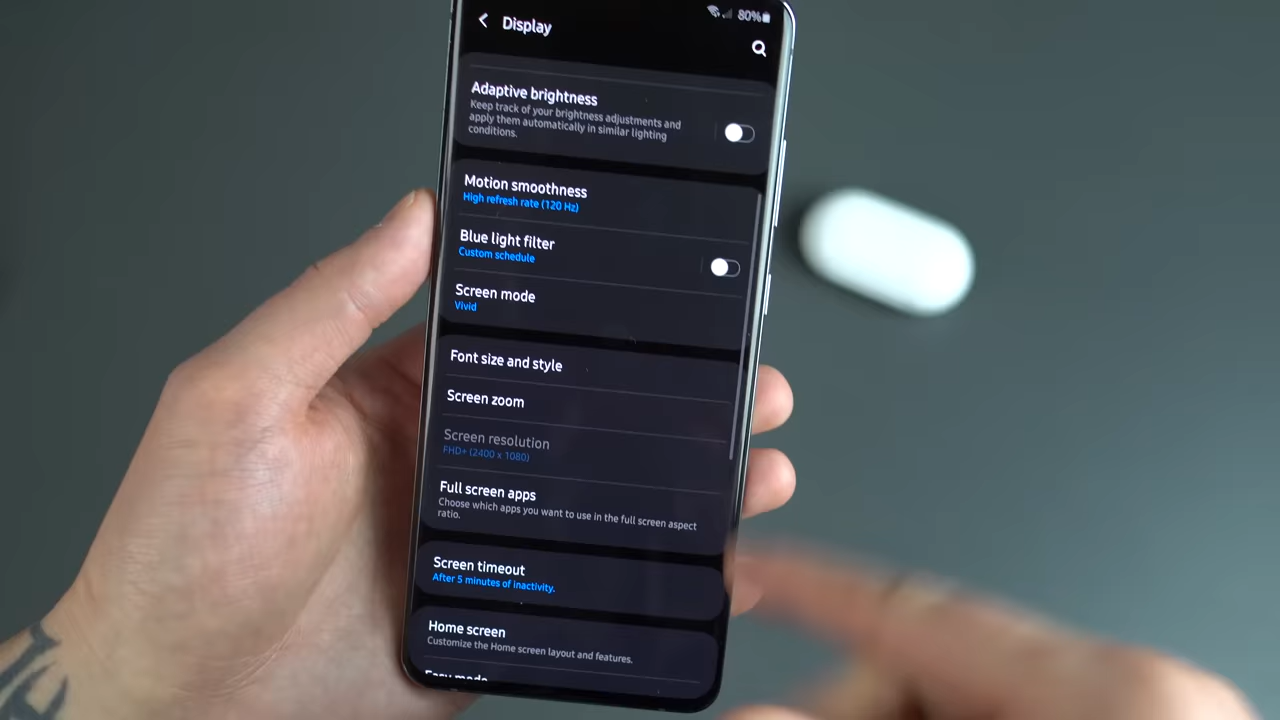 80%
Display
Adaptive brightness
Keep track of your brightness adjustments and
apply them automatically in similar lighting
conditions.
Motion smoothness
High refresh rate (120 Hz)
Blue light filter
Custom schedule
Screen mode
Vivid
Font size and style
Screen zoom
Screen resolution
FHD+ (2400 x 1080)
Full screen apps
Choose which apps you want to use in the full screen aspect
ratio.
Screen timeout
After 5 minutes of inactivity.
Home screen
Customize the Home screen layout and features.
Easy mode